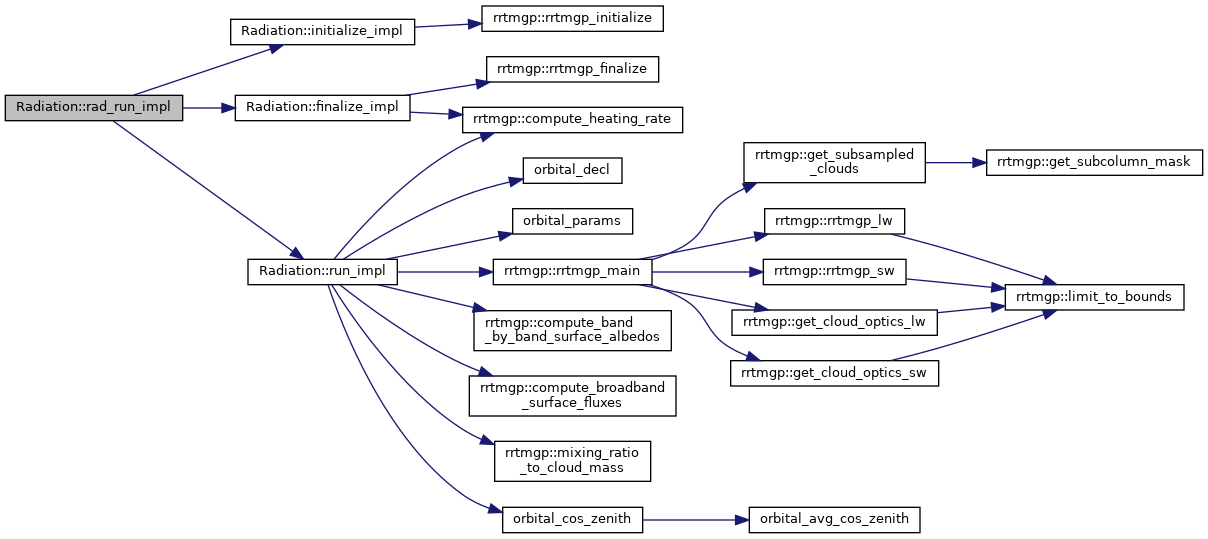 Radiation::rad_run_impl
Radiation::initialize_impl
rrtmgp::rrtmgp_initialize
Radiation::finalize_impl
rrtmgp::rrtmgp_finalize
rrtmgp::compute_heating_rate
Radiation::run_impl
orbital_decl
orbital_params
rrtmgp::rrtmgp_main
rrtmgp::get_subsampled
_clouds
rrtmgp::get_subcolumn_mask
rrtmgp::rrtmgp_lw
rrtmgp::rrtmgp_sw
rrtmgp::get_cloud_optics_lw
rrtmgp::get_cloud_optics_sw
rrtmgp::limit_to_bounds
rrtmgp::compute_band
_by_band_surface_albedos
rrtmgp::compute_broadband
_surface_fluxes
rrtmgp::mixing_ratio
_to_cloud_mass
orbital_cos_zenith
orbital_avg_cos_zenith